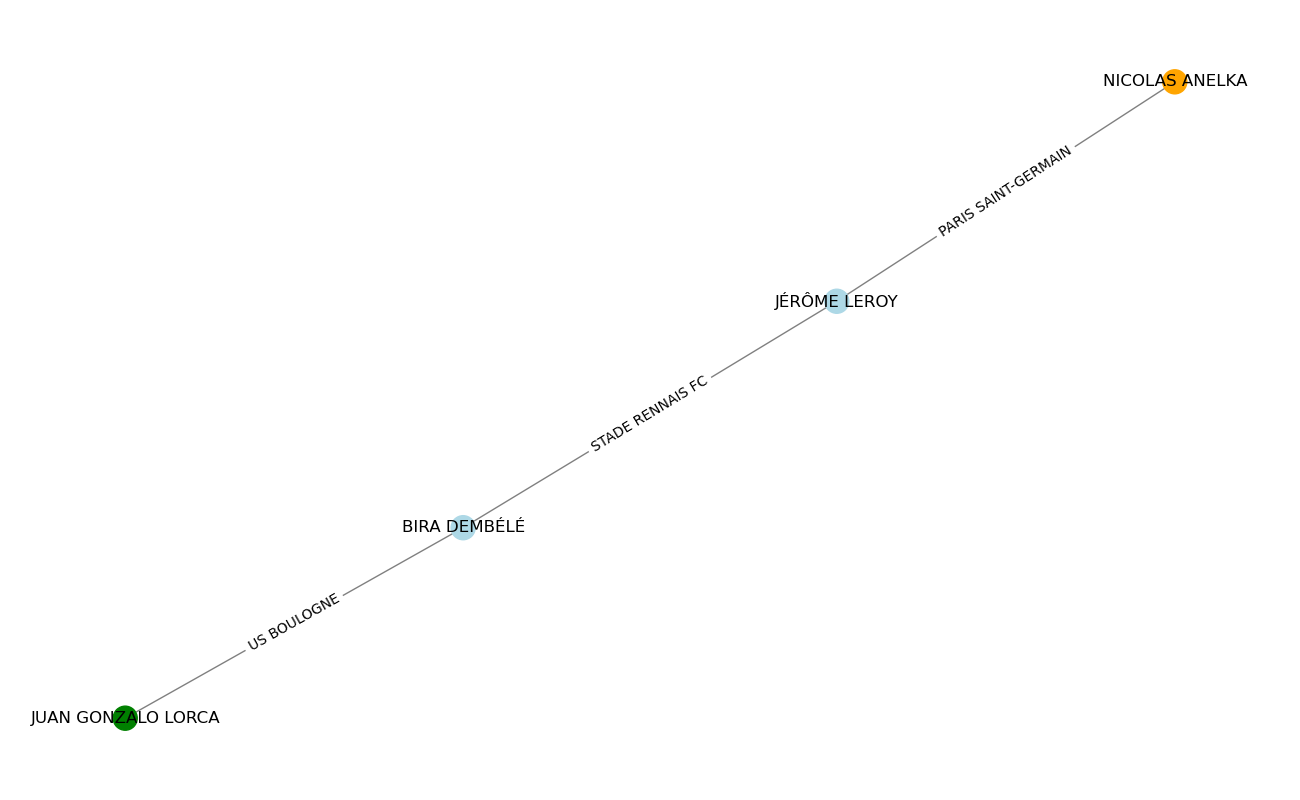 NICOLAS ANELKA
PARIS SAINT-GERMAIN
JÉRÔME LEROY
STADE RENNAIS FC
BIRA DEMBÉLÉ
US BOULOGNE
JUAN GONZALO LORCA